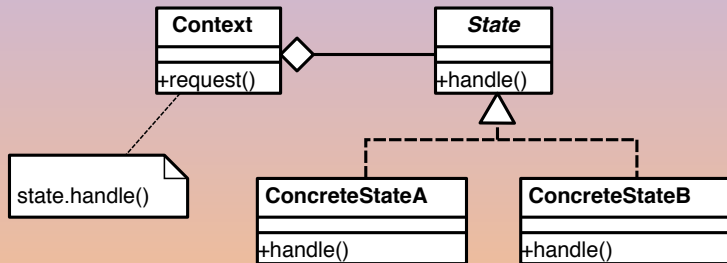 Context
+request()
State
+handle()
state.handle()
ConcreteStateA
+handle()
ConcreteStateB
+handle()